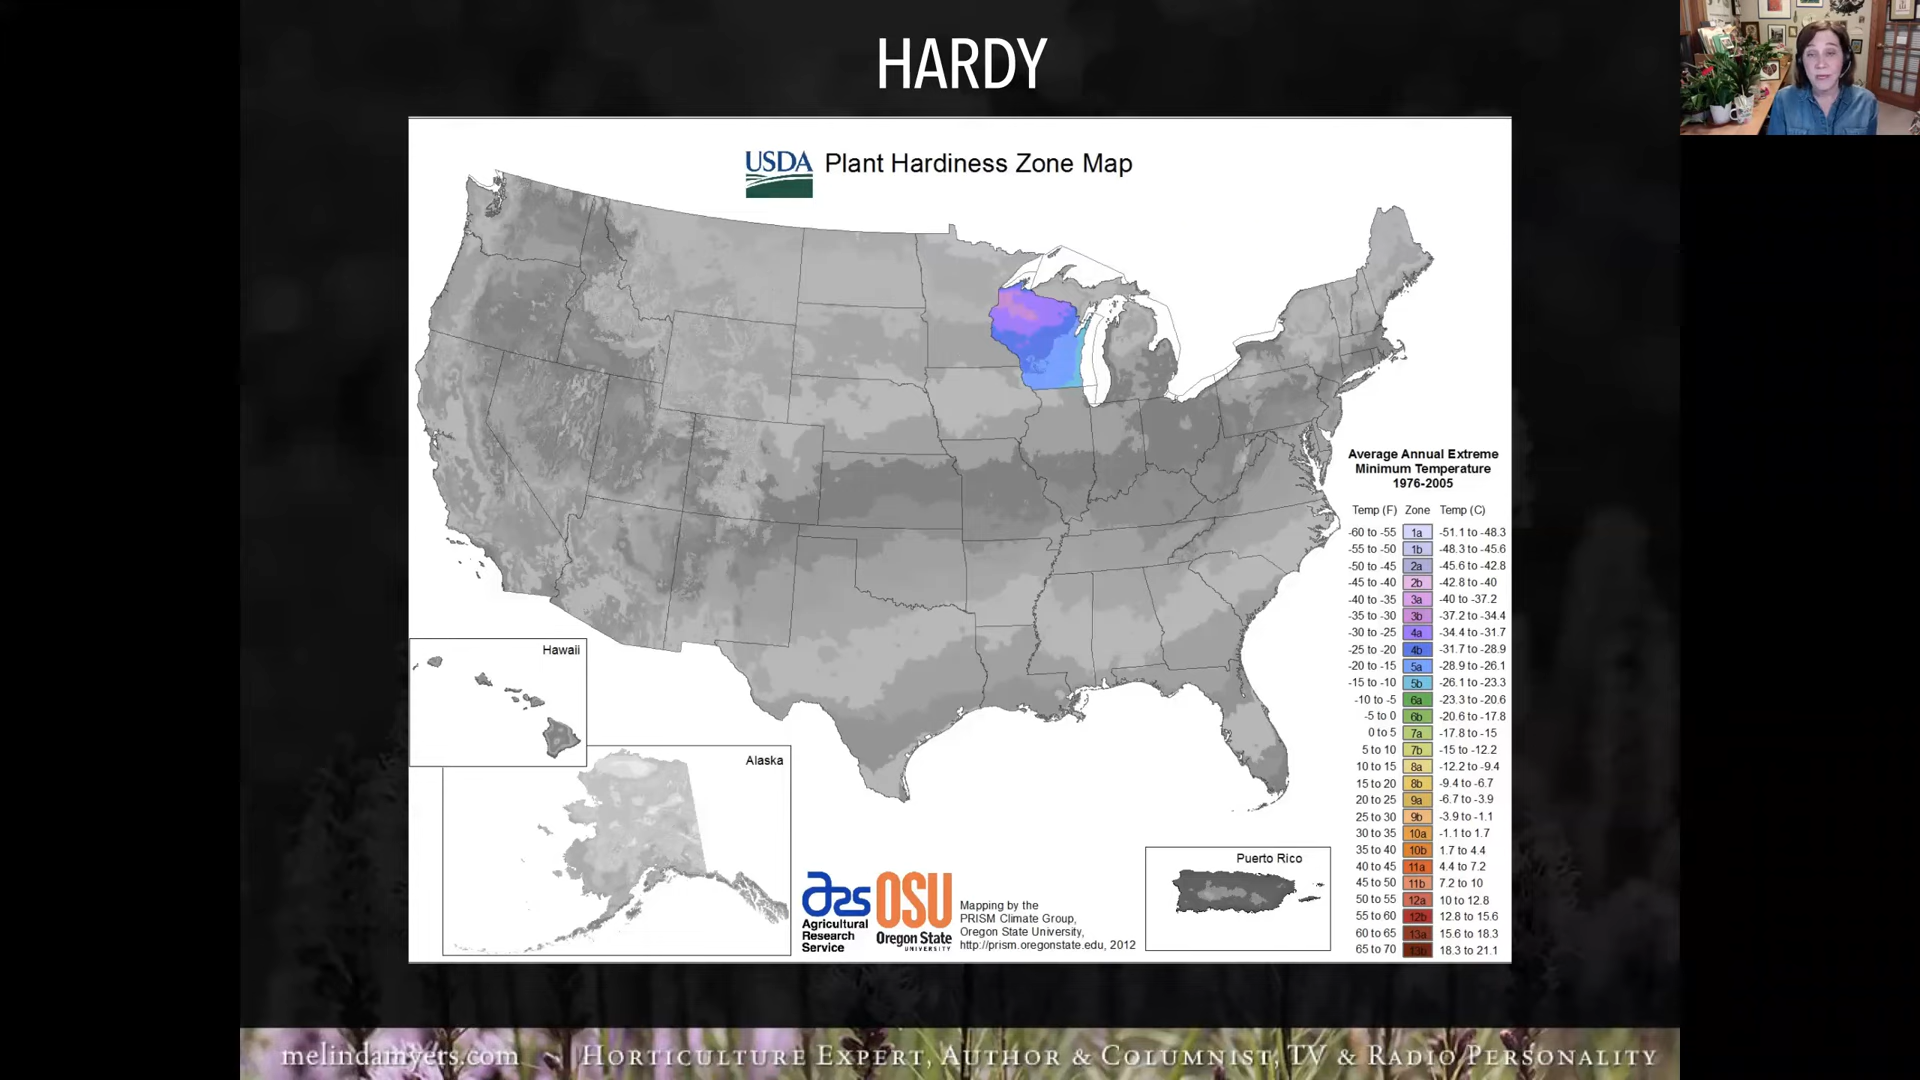 HARDY
USDA Plant Hardiness Zone Map
Average Annual Extreme
Minimum Temperature
1976-2005
Temp (F) Zone Temp (C)
-60 to -55 1a -51.1 to -48.3
-55 to -50 1b -48.3 to -45.6
-50 to -45 2a -45.6 to -42.8
-45 to -40 2b -42.8 to -40
-40 to -35 3a -40 to -37.2
-35 to -30 3b -37.2 to -34.4
-30 to -25 4a -34.4 to -31.7
-25 to -20 4b -31.7 to -28.9
-20 to -15 5a -28.9 to -26.1
-15 to -10 5b -26.1 to -23.3
-10 to -5 6a -23.3 to -20.6
-5 to 0 6b -20.6 to -17.8
0 to 5 7a -17.8 to -15
5 to 10 7b -15 to -12.2
10 to 15 8a -12.2 to -9.4
15 to 20 8b -9.4 to -6.7
20 to 25 9a -6.7 to -3.9
25 to 30 9b -3.9 to -1.1
30 to 35 10a -1.1 to 1.7
35 to 40 10b 1.7 to 4.4
40 to 45 11a 4.4 to 7.2
45 to 50 11b 7.2 to 10
50 to 55 12a 10 to 12.8
55 to 60 12b 12.8 to 15.6
60 to 65 13a 15.6 to 18.3
65 to 70 13b 18.3 to 21.1
Hawaii
Alaska
Puerto Rico
ars
Agricultural
Research
Service
OSU
Oregon State
UNIVERSITY
Mapping by the
PRISM Climate Group,
Oregon State University,
http://prism.oregonstate.edu, 2012
melindamyers.com ~ HORTICULTURE EXPERT, AUTHOR & COLUMNIST, TV & RADIO PERSONALITY